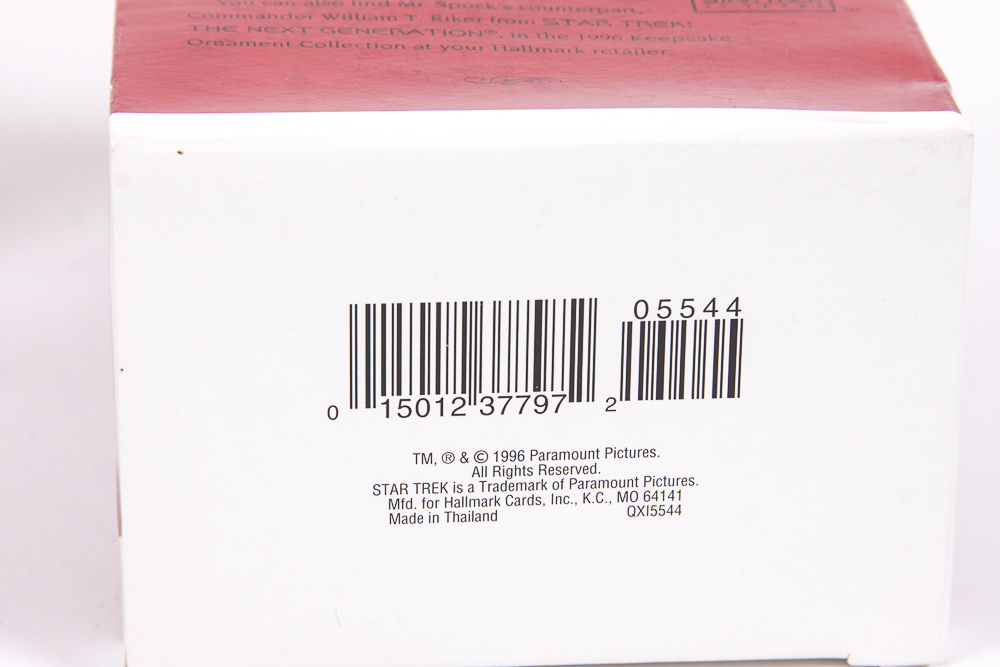 You can also find Mr. Spock's counterpart,
Commander William T. Riker from STAR TREK:
THE NEXT GENERATION®, in the 1996 Keepsake
Ornament Collection at your Hallmark retailer.
05544
0 15012 37797 2
TM, ® & © 1996 Paramount Pictures.
All Rights Reserved.
STAR TREK is a Trademark of Paramount Pictures.
Mfd. for Hallmark Cards, Inc., K.C., MO 64141
Made in Thailand QXI5544